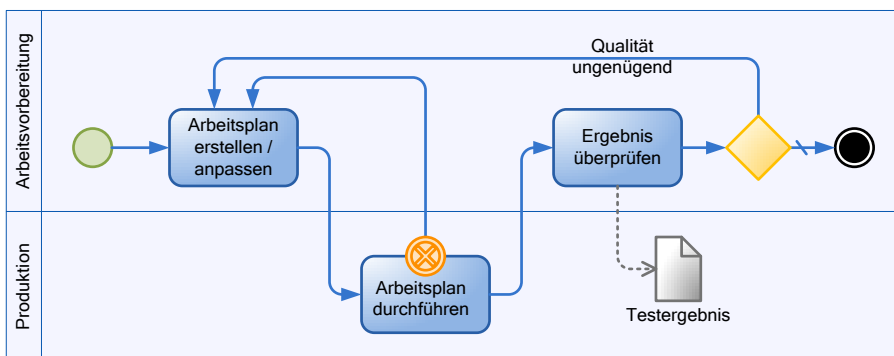 Arbeitsvorbereitung
Qualität
ungenügend
Arbeitsplan
erstellen /
anpassen
Ergebnis
überprüfen
Produktion
Arbeitsplan
durchführen
Testergebnis